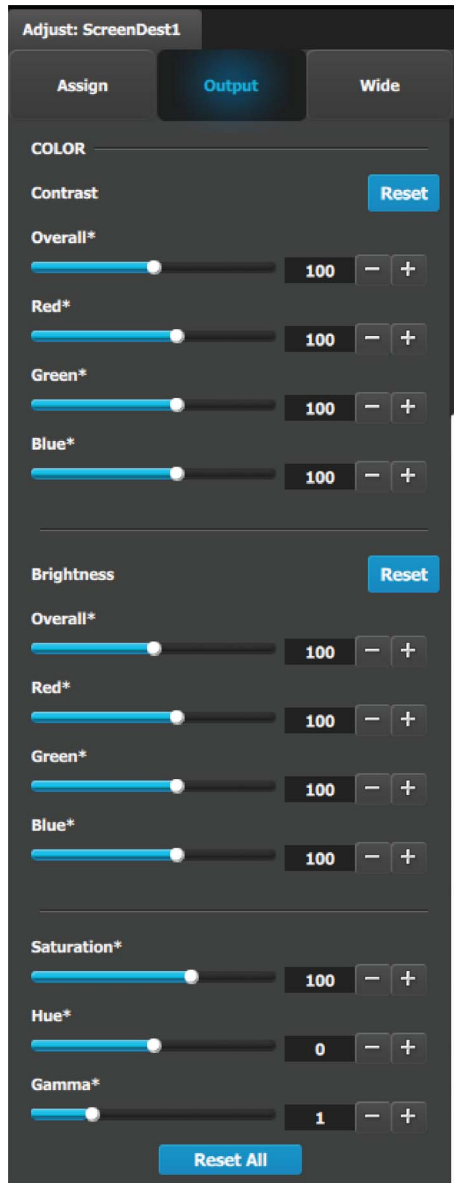 Adjust: ScreenDest1
Assign Output Wide
COLOR
Contrast Reset
Overall*
100 − +
Red*
100 − +
Green*
100 − +
Blue*
100 − +
Brightness Reset
Overall*
100 − +
Red*
100 − +
Green*
100 − +
Blue*
100 − +
Saturation*
100 − +
Hue*
0 − +
Gamma*
1 − +
Reset All